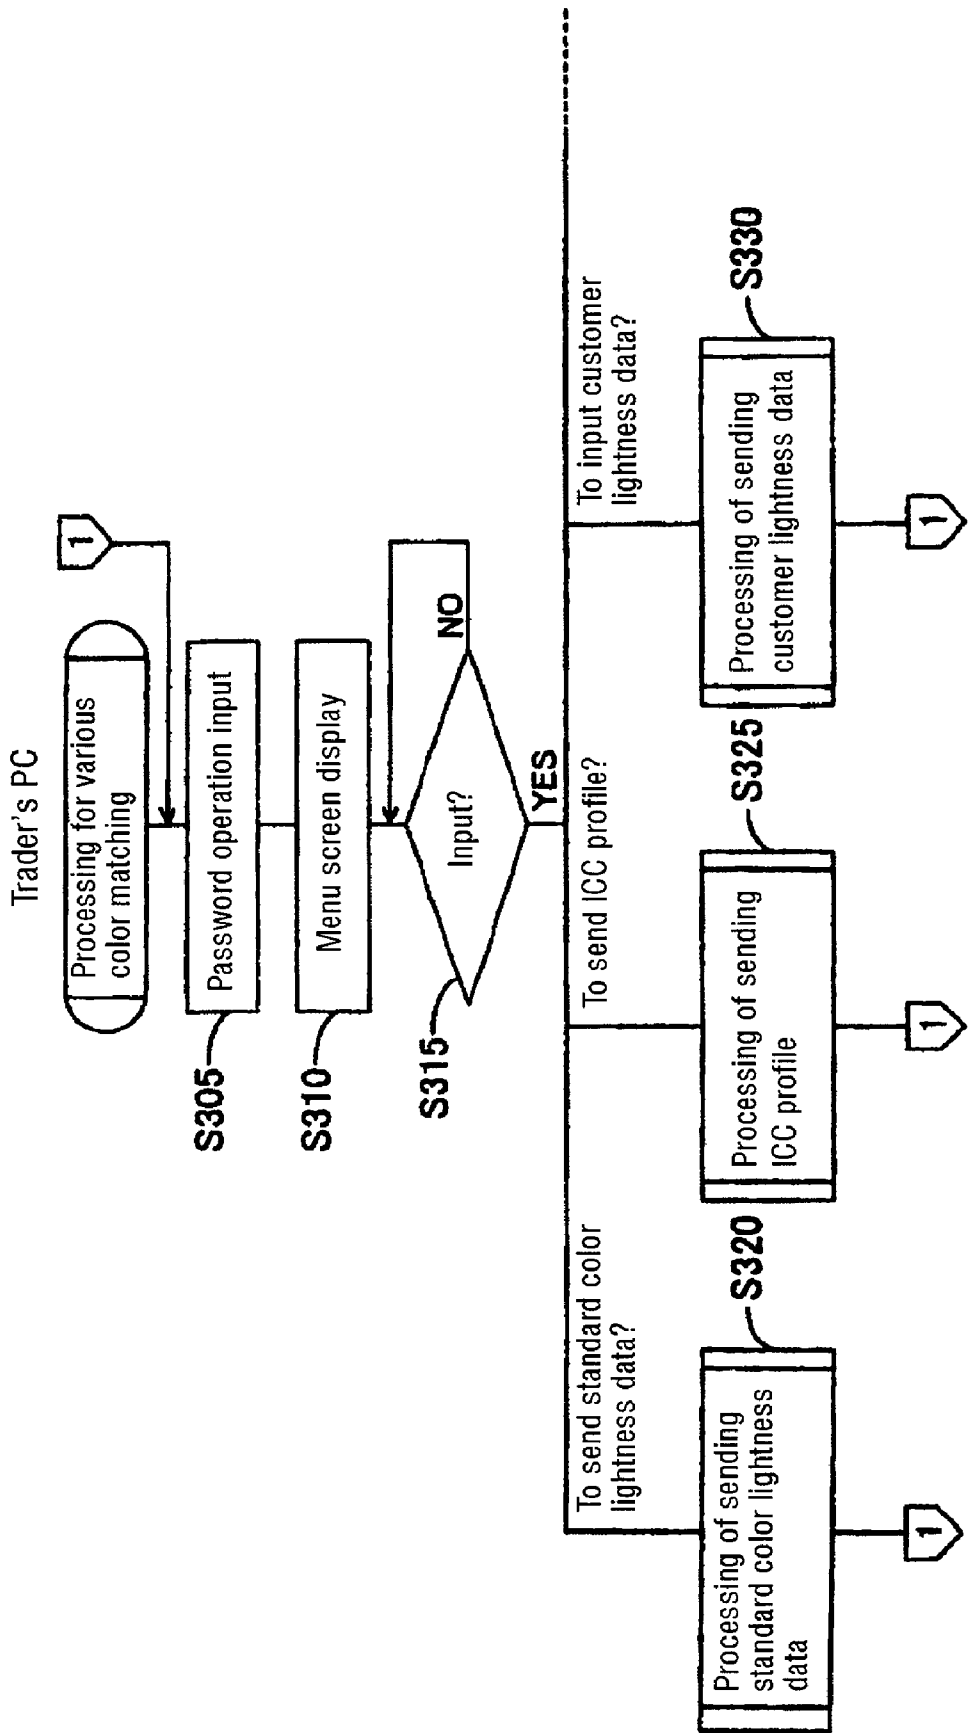 Trader's PC
1
Processing for various
color matching
S305
Password operation input
S310
Menu screen display
S315
Input?
NO
YES
To send standard color
lightness data?
To send ICC profile?
To input customer
lightness data?
S320
Processing of sending
standard color lightness
data
S325
Processing of sending
ICC profile
S330
Processing of sending
customer lightness data
1
1
1